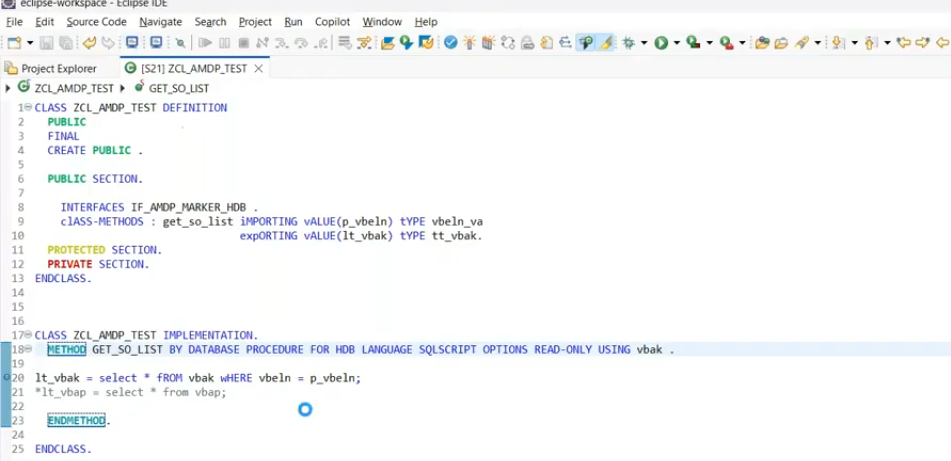 eclipse-workspace - Eclipse IDE
File Edit Source Code Navigate Search Project Run Copilot Window Help
Project Explorer [S21] ZCL_AMDP_TEST
ZCL_AMDP_TEST GET_SO_LIST
1 CLASS ZCL_AMDP_TEST DEFINITION
2 PUBLIC
3 FINAL
4 CREATE PUBLIC .
5
6 PUBLIC SECTION.
7
8 INTERFACES IF_AMDP_MARKER_HDB .
9 clASS-METHODS : get_so_list iMPORTING vALUE(p_vbeln) tYPE vbeln_va
10 expORTING vALUE(lt_vbak) tYPE tt_vbak.
11 PROTECTED SECTION.
12 PRIVATE SECTION.
13 ENDCLASS.
14
15
16
17 CLASS ZCL_AMDP_TEST IMPLEMENTATION.
18 METHOD GET_SO_LIST BY DATABASE PROCEDURE FOR HDB LANGUAGE SQLSCRIPT OPTIONS READ-ONLY USING vbak .
19
20 lt_vbak = select * fROM vbak wHERE vbeln = p_vbeln;
21 *lt_vbap = select * from vbap;
22
23 ENDMETHOD.
24
25 ENDCLASS.